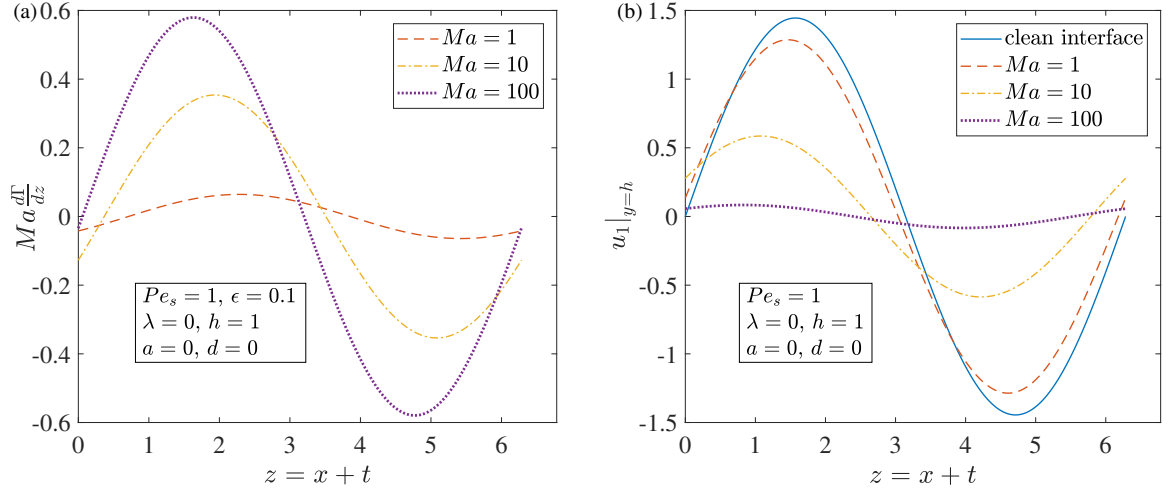 (a)
0.6
0.4
0.2
0
-0.2
-0.4
-0.6
Ma dΓ/dz
Ma = 1
Ma = 10
Ma = 100
Pe_s = 1, ϵ = 0.1
λ = 0, h = 1
a = 0, d = 0
0 1 2 3 4 5 6
z = x + t
(b)
1.5
1
0.5
0
-0.5
-1
-1.5
u_1|_{y=h}
clean interface
Ma = 1
Ma = 10
Ma = 100
Pe_s = 1
λ = 0, h = 1
a = 0, d = 0
0 1 2 3 4 5 6
z = x + t